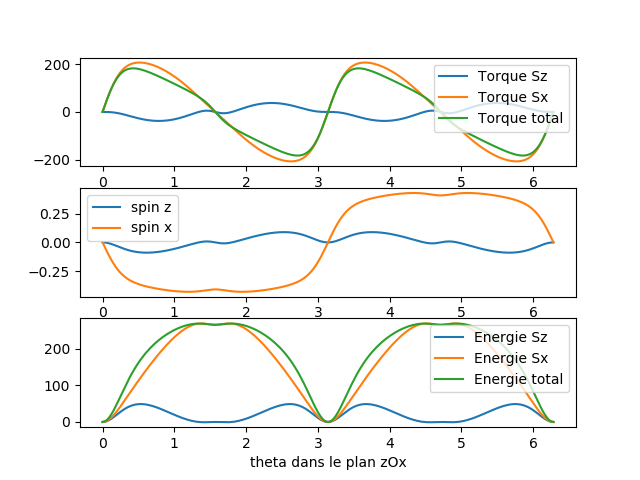 200
0
−200
Torque Sz
Torque Sx
Torque total
0 1 2 3 4 5 6
0.25
0.00
−0.25
spin z
spin x
0 1 2 3 4 5 6
200
100
0
Energie Sz
Energie Sx
Energie total
0 1 2 3 4 5 6
theta dans le plan zOx